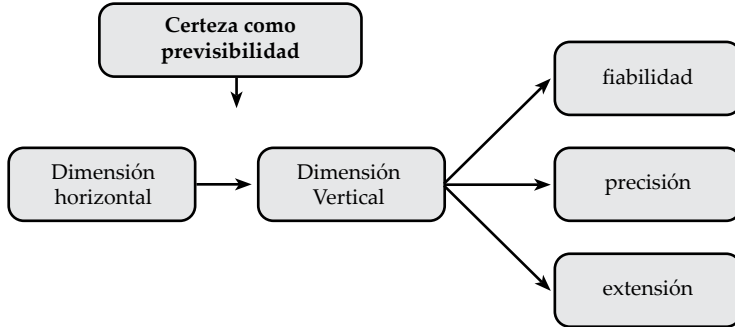 Certeza como
previsibilidad
fiabilidad
Dimensión
horizontal
Dimensión
Vertical
precisión
extensión